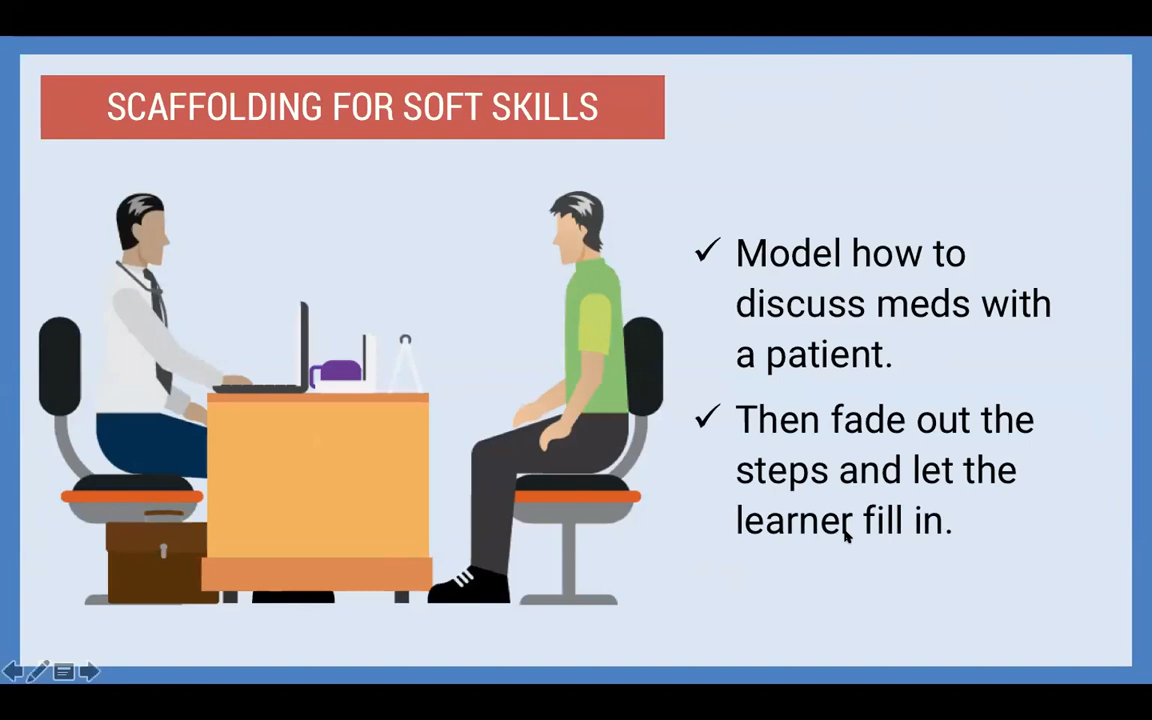 SCAFFOLDING FOR SOFT SKILLS
✓ Model how to
discuss meds with
a patient.
✓ Then fade out the
steps and let the
learner fill in.